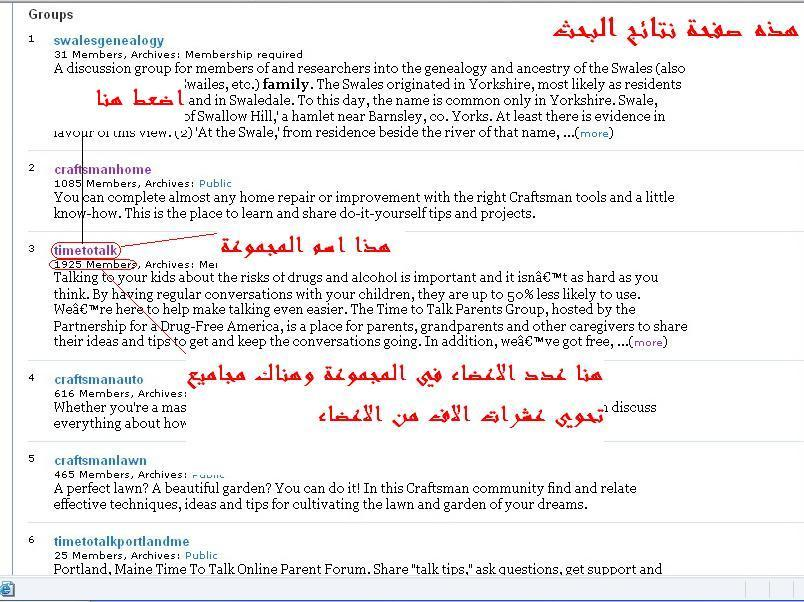 Groups
هذه صفحة نتائج البحث
1 swalesgenealogy
31 Members, Archives: Membership required
A discussion group for members of and researchers into the genealogy and ancestry of the Swales (also
Swailes, etc.) family. The Swales originated in Yorkshire, most likely as residents
اضغط هنا
and in Swaledale. To this day, the name is common only in Yorkshire. Swale,
of Swallow Hill,' a hamlet near Barnsley, co. Yorks. At least there is evidence in
favour of this view. (2) 'At the Swale,' from residence beside the river of that name, ...(more)
2 craftsmanhome
1085 Members, Archives: Public
You can complete almost any home repair or improvement with the right Craftsman tools and a little
know-how. This is the place to learn and share do-it-yourself tips and projects.
3 timetotalk
هذا اسم المجموعة
1925 Members, Archives:
Talking to your kids about the risks of drugs and alcohol is important and it isnâ€™t as hard as you
think. By having regular conversations with your children, they are up to 50% less likely to use.
Weâ€™re here to help make talking even easier. The Time to Talk Parents Group, hosted by the
Partnership for a Drug-Free America, is a place for parents, grandparents and other caregivers to share
their ideas and tips to get and keep the conversations going. In addition, weâ€™ve got free, ...(more)
هنا عدد الاعضاء في المجموعة وهناك مجاميع
تحوي عشرات الاف من الاعضاء
4 craftsmanauto
616 Members, Archives:
Whether you're a discuss
everything about how
5 craftsmanlawn
465 Members, Archives: Public
A perfect lawn? A beautiful garden? You can do it! In this Craftsman community find and relate
effective techniques, ideas and tips for cultivating the lawn and garden of your dreams.
6 timetotalkportlandme
25 Members, Archives: Public
Portland, Maine Time To Talk Online Parent Forum. Share "talk tips," ask questions, get support and